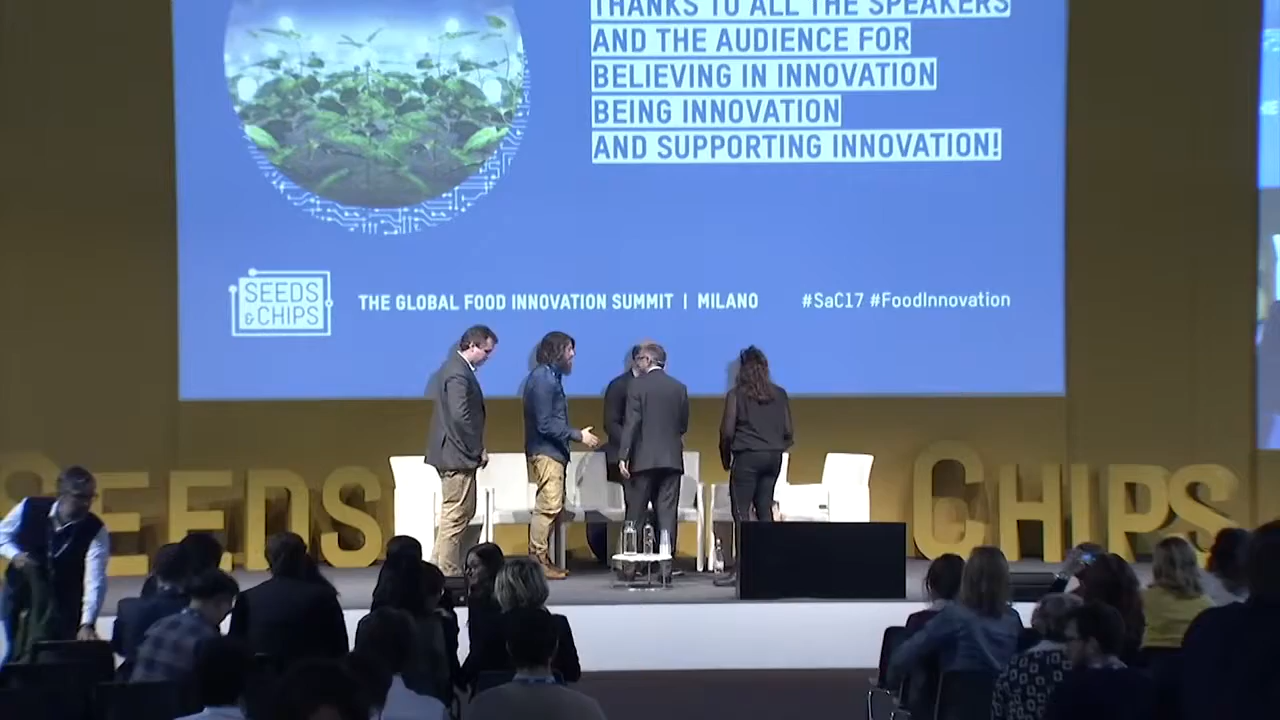 THANKS TO ALL THE SPEAKERS
AND THE AUDIENCE FOR
BELIEVING IN INNOVATION
BEING INNOVATION
AND SUPPORTING INNOVATION!
SEEDS
& CHIPS
THE GLOBAL FOOD INNOVATION SUMMIT | MILANO
#SaC17 #FoodInnovation
SEEDS CHIPS